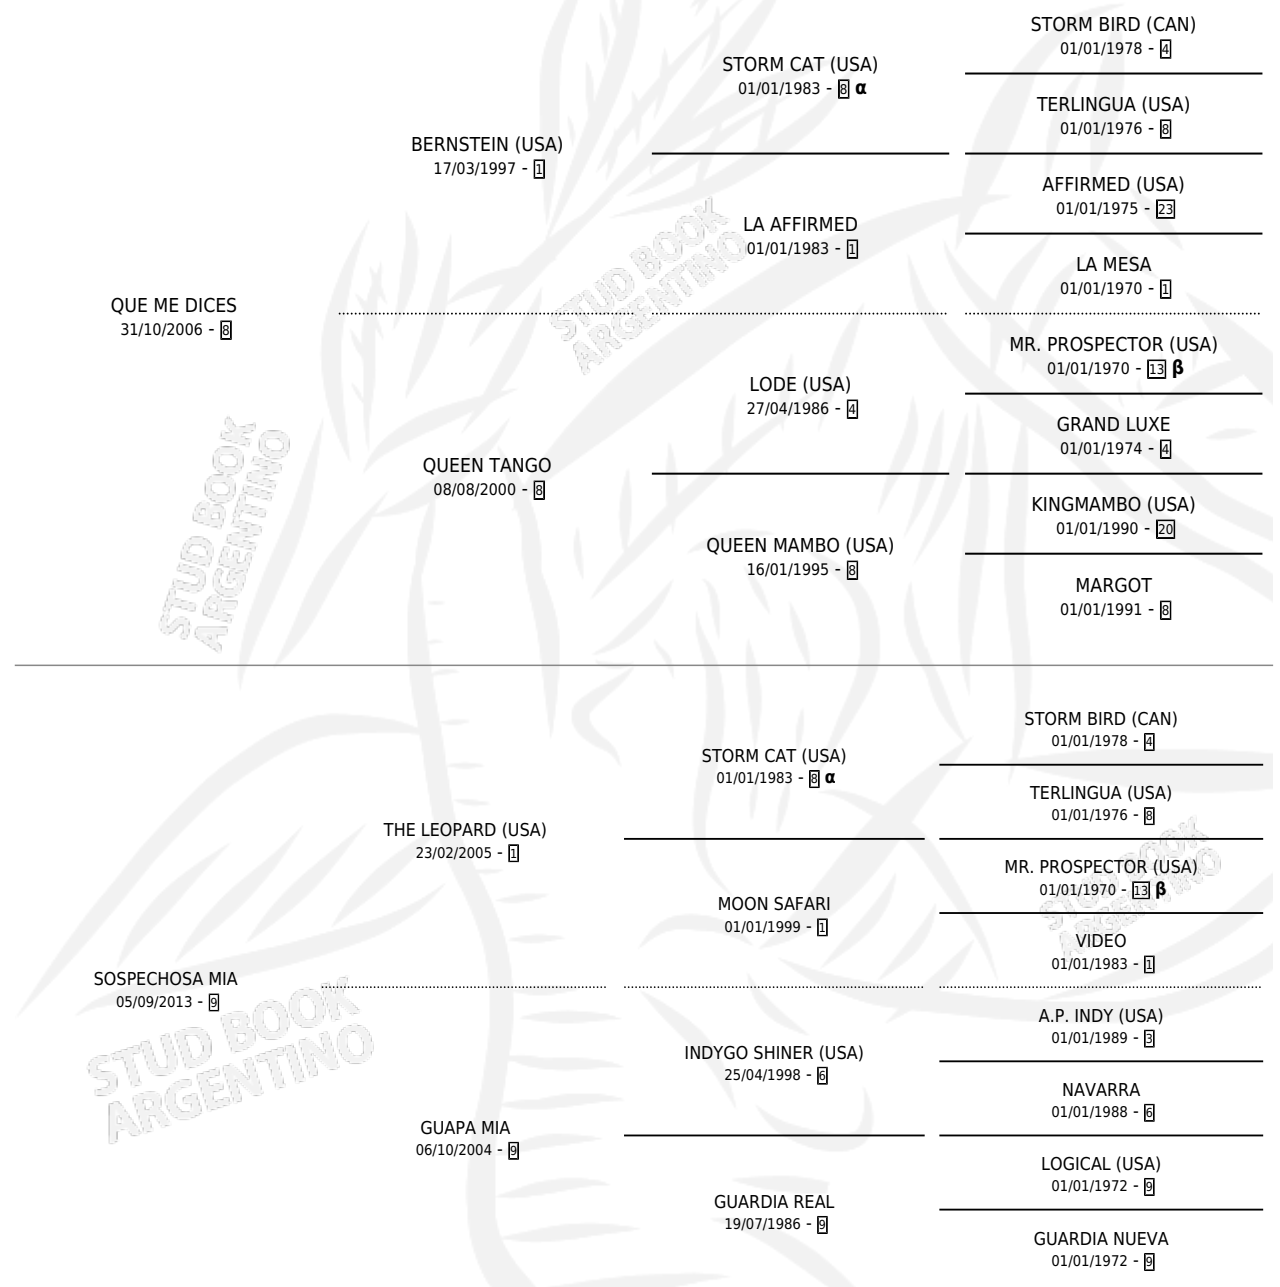 STORM BIRD (CAN)
01/01/1978 - 4
STORM CAT (USA)
01/01/1983 - 8 α
TERLINGUA (USA)
01/01/1976 - 8
BERNSTEIN (USA)
17/03/1997 - 1
AFFIRMED (USA)
01/01/1975 - 23
LA AFFIRMED
01/01/1983 - 1
LA MESA
01/01/1970 - 1
QUE ME DICES
31/10/2006 - 8
MR. PROSPECTOR (USA)
01/01/1970 - 13 β
LODE (USA)
27/04/1986 - 4
GRAND LUXE
01/01/1974 - 4
QUEEN TANGO
08/08/2000 - 8
KINGMAMBO (USA)
01/01/1990 - 20
QUEEN MAMBO (USA)
16/01/1995 - 8
MARGOT
01/01/1991 - 8
STORM BIRD (CAN)
01/01/1978 - 4
STORM CAT (USA)
01/01/1983 - 8 α
TERLINGUA (USA)
01/01/1976 - 8
THE LEOPARD (USA)
23/02/2005 - 1
MR. PROSPECTOR (USA)
01/01/1970 - 13 β
MOON SAFARI
01/01/1999 - 1
VIDEO
01/01/1983 - 1
SOSPECHOSA MIA
05/09/2013 - 9
A.P. INDY (USA)
01/01/1989 - 3
INDYGO SHINER (USA)
25/04/1998 - 6
NAVARRA
01/01/1988 - 6
GUAPA MIA
06/10/2004 - 9
LOGICAL (USA)
01/01/1972 - 9
GUARDIA REAL
19/07/1986 - 9
GUARDIA NUEVA
01/01/1972 - 9
STUD BOOK
ARGENTINO
STUD BOOK
ARGENTINO
STUD BOOK
ARGENTINO
STUD BOOK
ARGENTINO